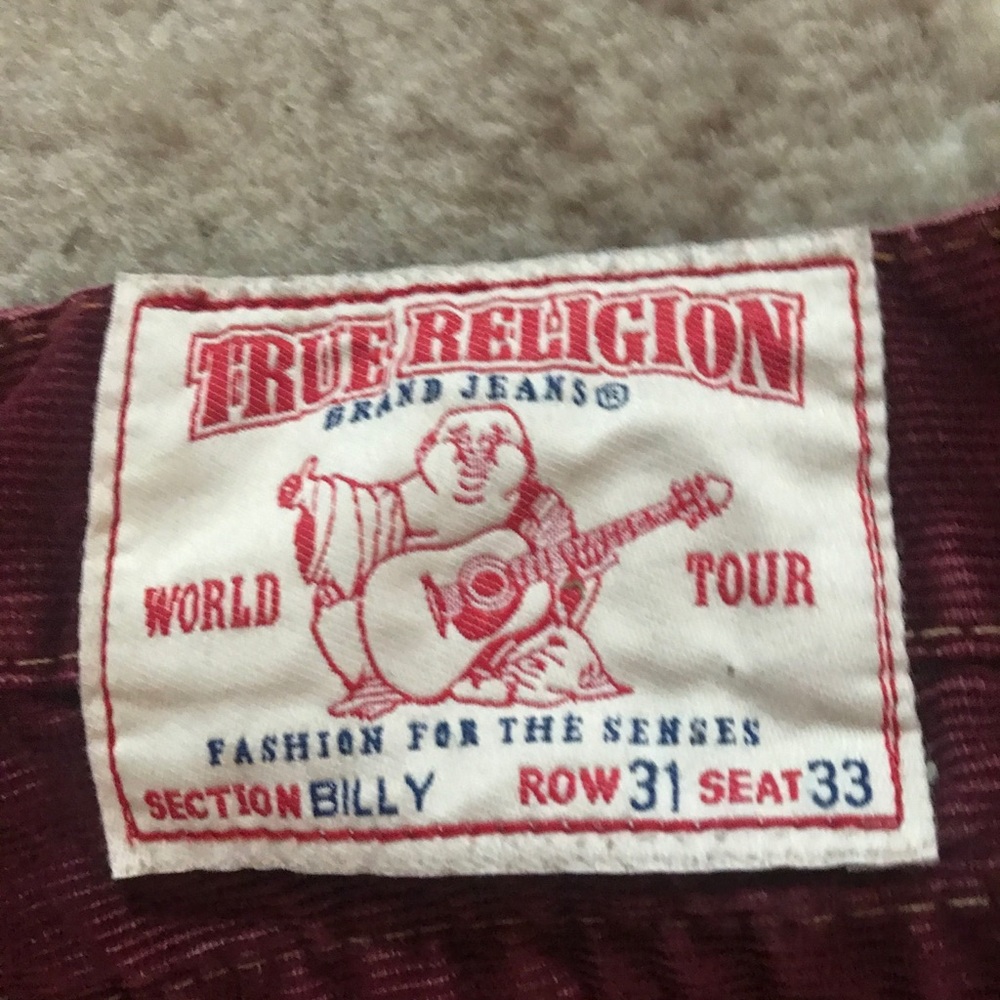 TRUE RELIGION
BRAND JEANS®
WORLD TOUR
FASHION FOR THE SENSES
SECTION BILLY ROW 31 SEAT 33